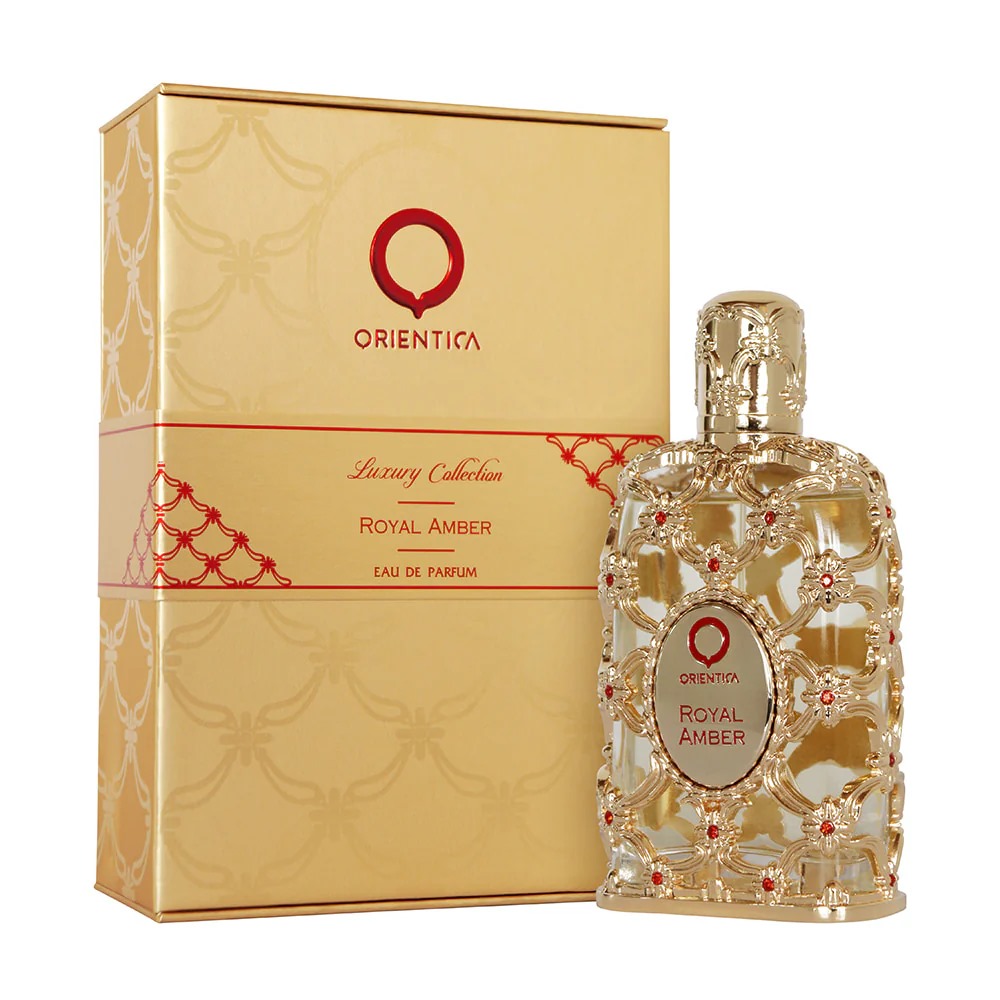 ORIENTICA
Luxury Collection
ROYAL AMBER
EAU DE PARFUM
ORIENTICA
ROYAL
AMBER